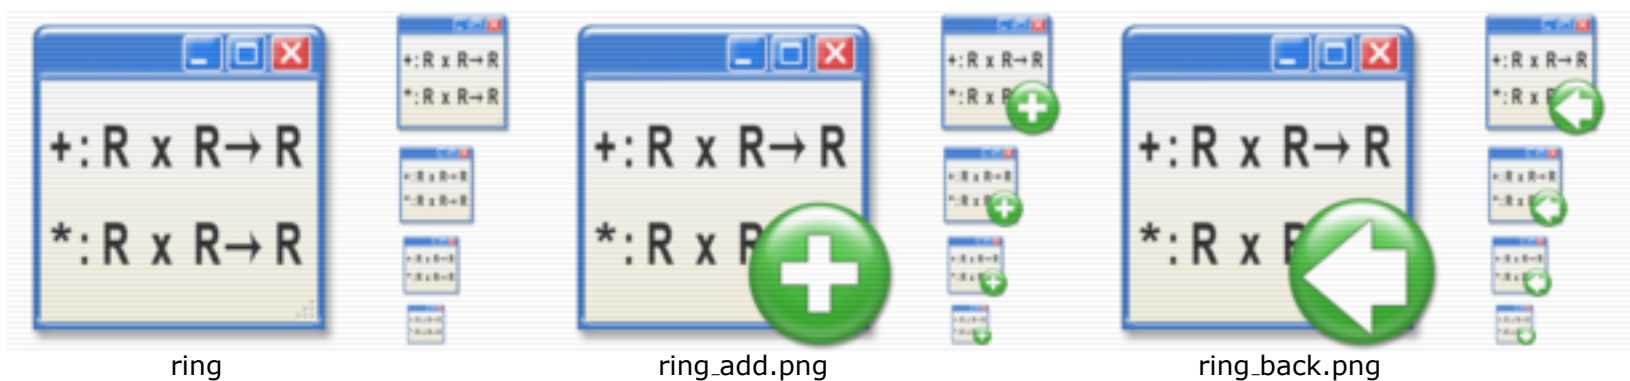 +: R x R→ R
*: R x R→ R
+: R x R→ R
*: R x R→ R
+: R x R→ R
*: R x R→ R
ring
+: R x R→ R
*: R x R
+: R x R→ R
*: R x R
+: R x R→ R
*: R x
ring_add.png
+: R x R→ R
*: R x R
+: R x R→ R
*: R x
+: R x R→ R
*: R x
ring_back.png